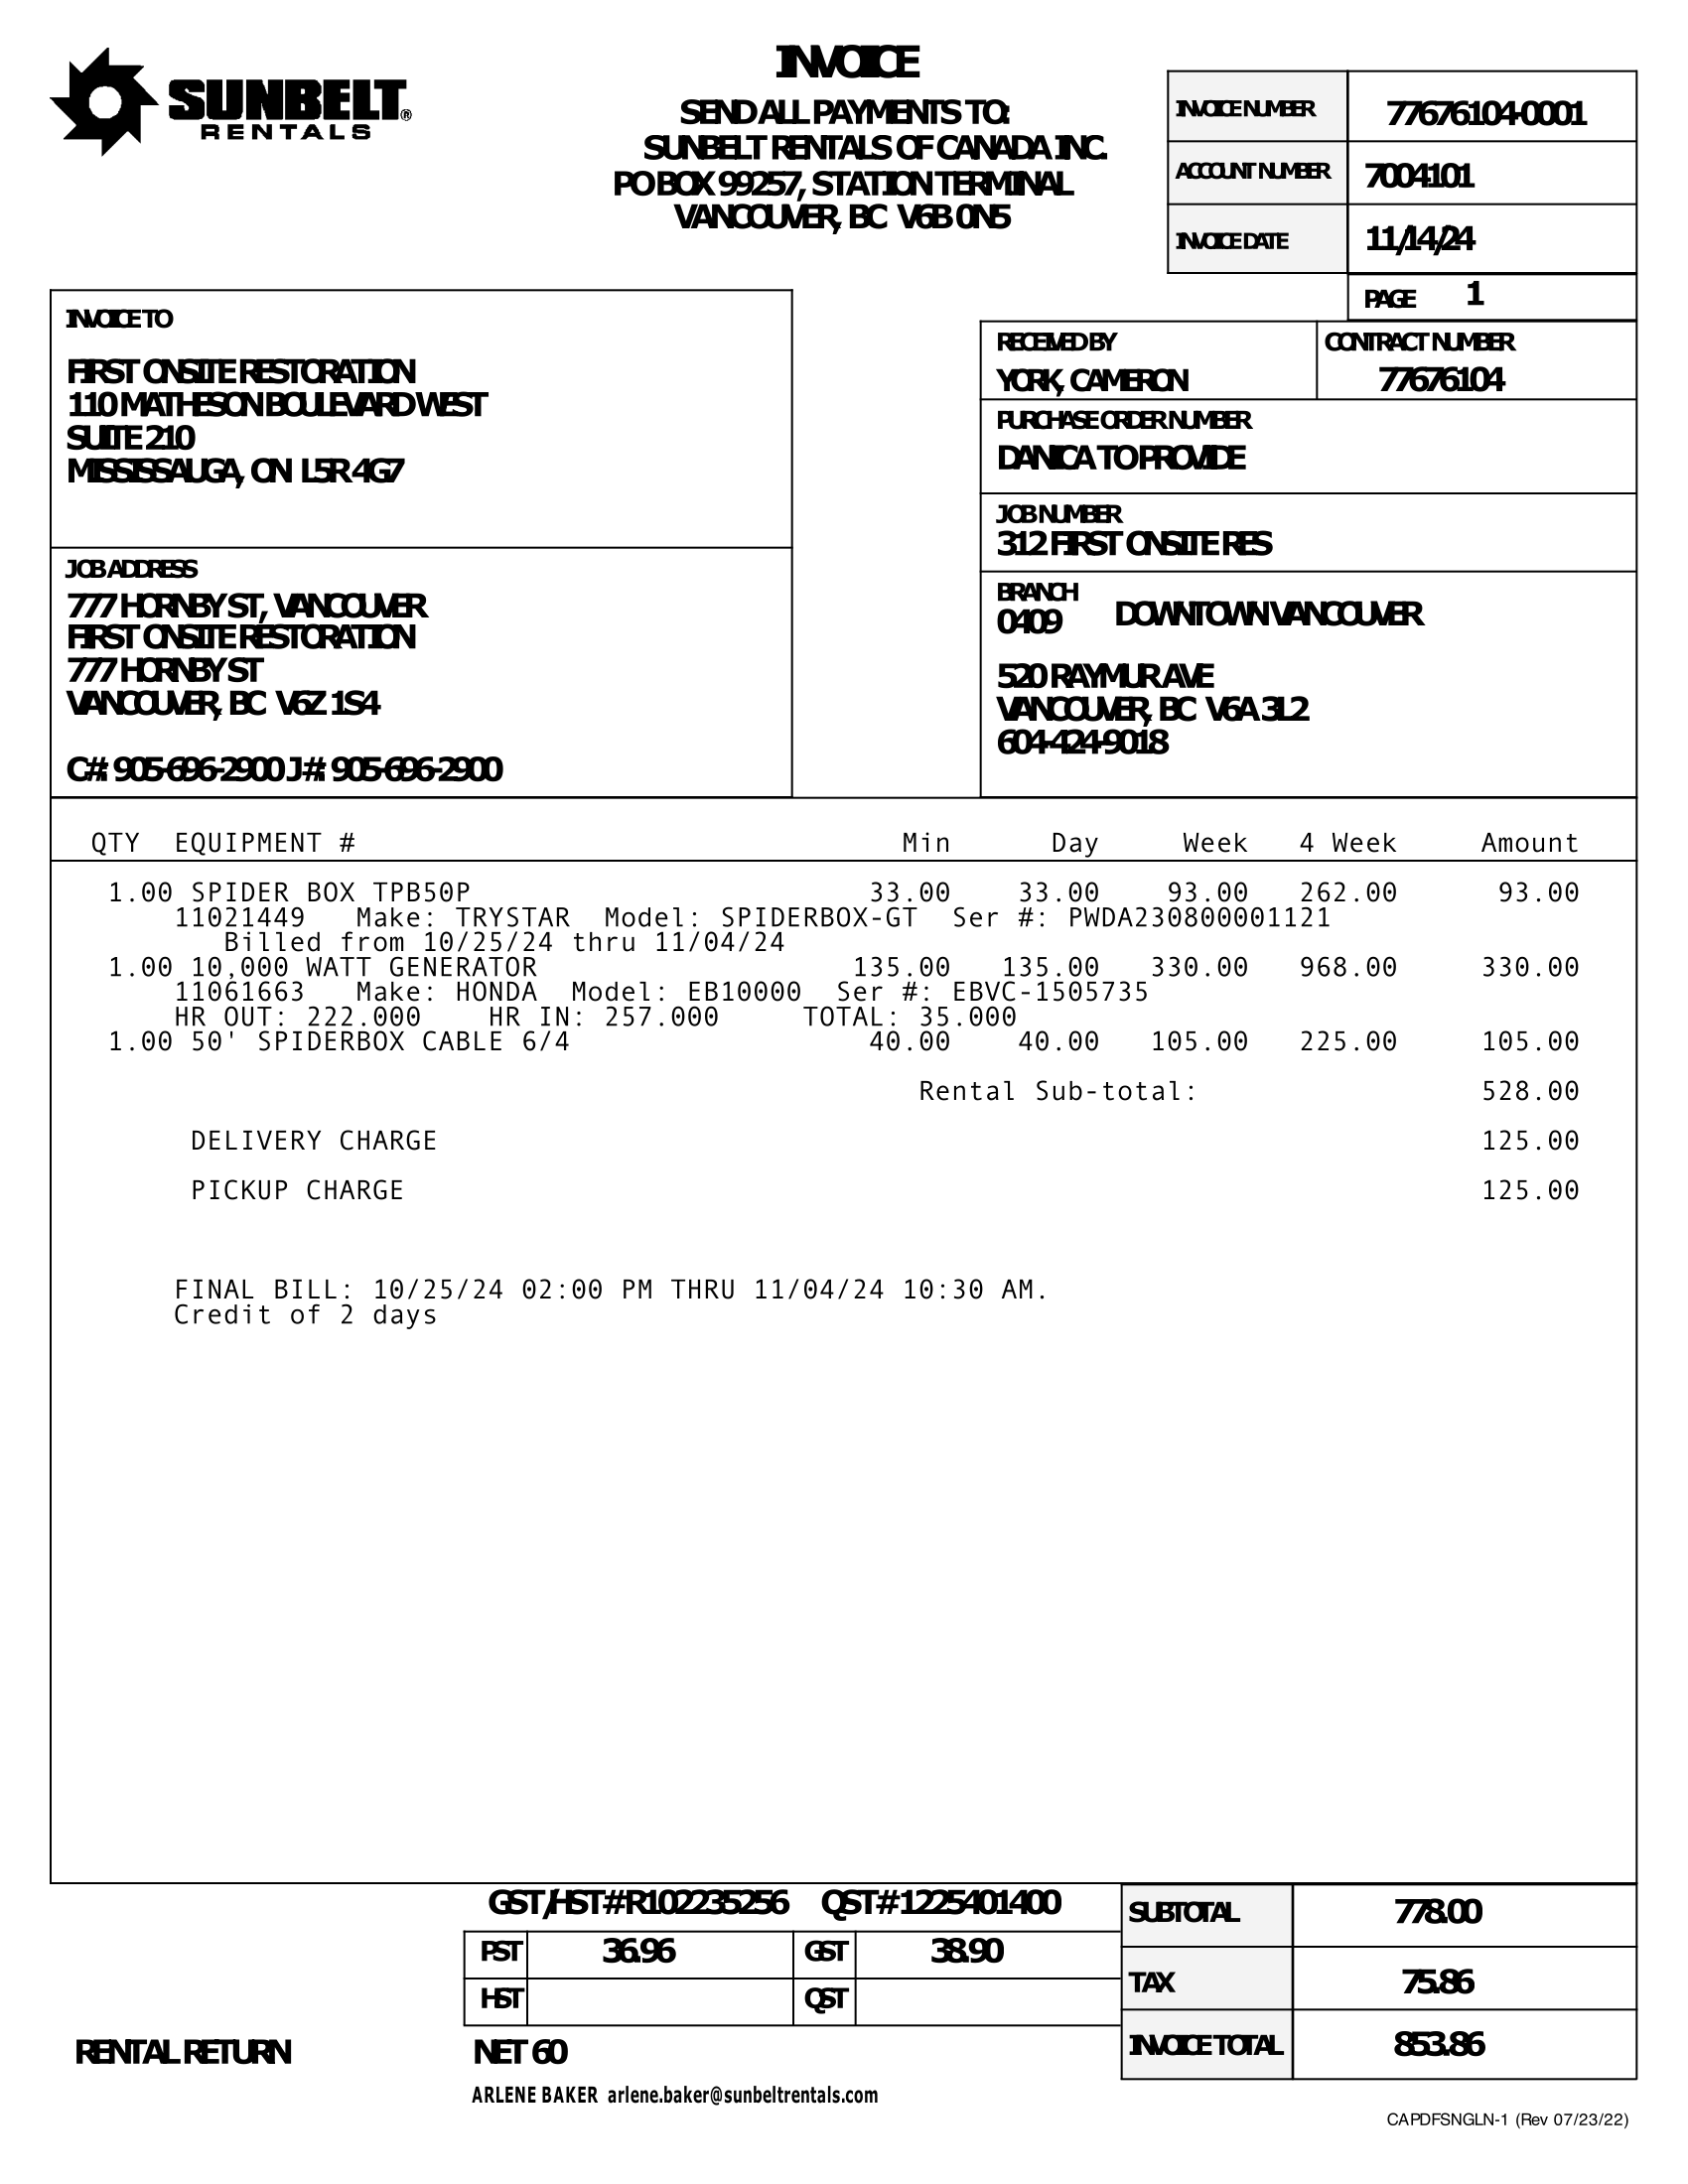 SUNBELT®
RENTALS
INVOICE
SEND ALL PAYMENTS TO:
SUNBELT RENTALS OF CANADA INC.
PO BOX 99257, STATION TERMINAL
VANCOUVER, BC V6B 0N5
INVOICE NUMBER 77676104-0001
ACCOUNT NUMBER 7004101
INVOICE DATE 11/14/24
PAGE 1
INVOICE TO
FIRST ONSITE RESTORATION
110 MATHESON BOULEVARD WEST
SUITE 210
MISSISSAUGA, ON L5R 4G7
RECEIVED BY
YORK, CAMERON
CONTRACT NUMBER
77676104
PURCHASE ORDER NUMBER
DANICA TO PROVIDE
JOB NUMBER
312 FIRST ONSITE RES
JOB ADDRESS
777 HORNBY ST, VANCOUVER
FIRST ONSITE RESTORATION
777 HORNBY ST
VANCOUVER, BC V6Z 1S4
C#: 905-696-2900 J#: 905-696-2900
BRANCH
0409 DOWNTOWN VANCOUVER
520 RAYMUR AVE
VANCOUVER, BC V6A 3L2
604-424-9018
QTY EQUIPMENT # Min Day Week 4 Week Amount
1.00 SPIDER BOX TPB50P 33.00 33.00 93.00 262.00 93.00
11021449 Make: TRYSTAR Model: SPIDERBOX-GT Ser #: PWDA230800001121
Billed from 10/25/24 thru 11/04/24
1.00 10,000 WATT GENERATOR 135.00 135.00 330.00 968.00 330.00
11061663 Make: HONDA Model: EB10000 Ser #: EBVC-1505735
HR OUT: 222.000 HR IN: 257.000 TOTAL: 35.000
1.00 50' SPIDERBOX CABLE 6/4 40.00 40.00 105.00 225.00 105.00
Rental Sub-total: 528.00
DELIVERY CHARGE 125.00
PICKUP CHARGE 125.00
FINAL BILL: 10/25/24 02:00 PM THRU 11/04/24 10:30 AM.
Credit of 2 days
GST/HST# R102235256 QST# 1225401400
PST 36.96 GST 38.90
HST QST
SUBTOTAL 778.00
TAX 75.86
INVOICE TOTAL 853.86
RENTAL RETURN NET 60
ARLENE BAKER arlene.baker@sunbeltrentals.com
CAPDFSNGLN-1 (Rev 07/23/22)